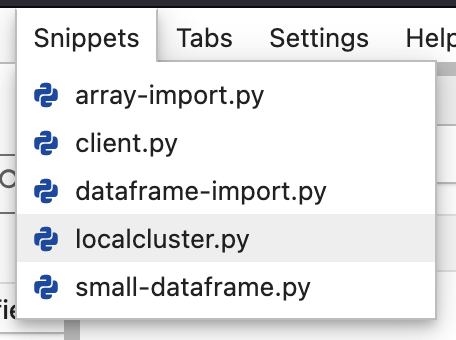 Snippets Tabs Settings Help
array-import.py
client.py
dataframe-import.py
localcluster.py
small-dataframe.py